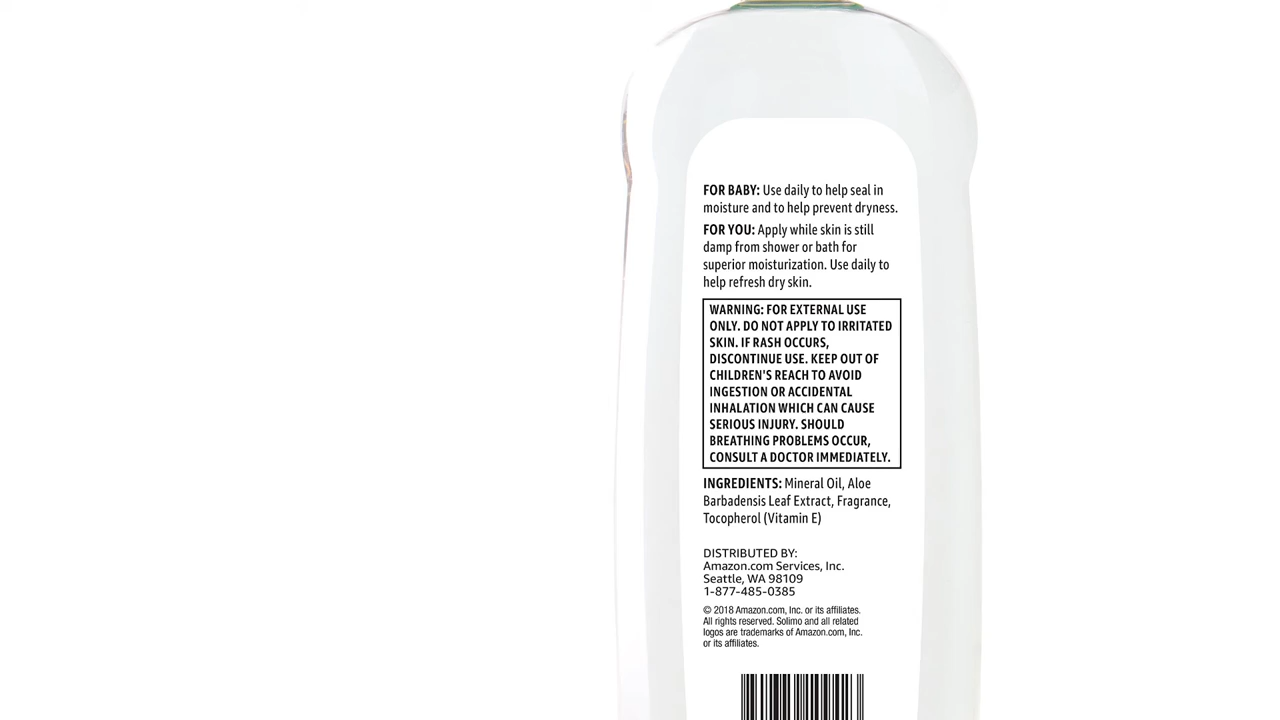 FOR BABY: Use daily to help seal in
moisture and to help prevent dryness.
FOR YOU: Apply while skin is still
damp from shower or bath for
superior moisturization. Use daily to
help refresh dry skin.
WARNING: FOR EXTERNAL USE
ONLY. DO NOT APPLY TO IRRITATED
SKIN. IF RASH OCCURS,
DISCONTINUE USE. KEEP OUT OF
CHILDREN'S REACH TO AVOID
INGESTION OR ACCIDENTAL
INHALATION WHICH CAN CAUSE
SERIOUS INJURY. SHOULD
BREATHING PROBLEMS OCCUR,
CONSULT A DOCTOR IMMEDIATELY.
INGREDIENTS: Mineral Oil, Aloe
Barbadensis Leaf Extract, Fragrance,
Tocopherol (Vitamin E)
DISTRIBUTED BY:
Amazon.com Services, Inc.
Seattle, WA 98109
1-877-485-0385
© 2018 Amazon.com, Inc. or its affiliates.
All rights reserved. Solimo and all related
logos are trademarks of Amazon.com, Inc.
or its affiliates.